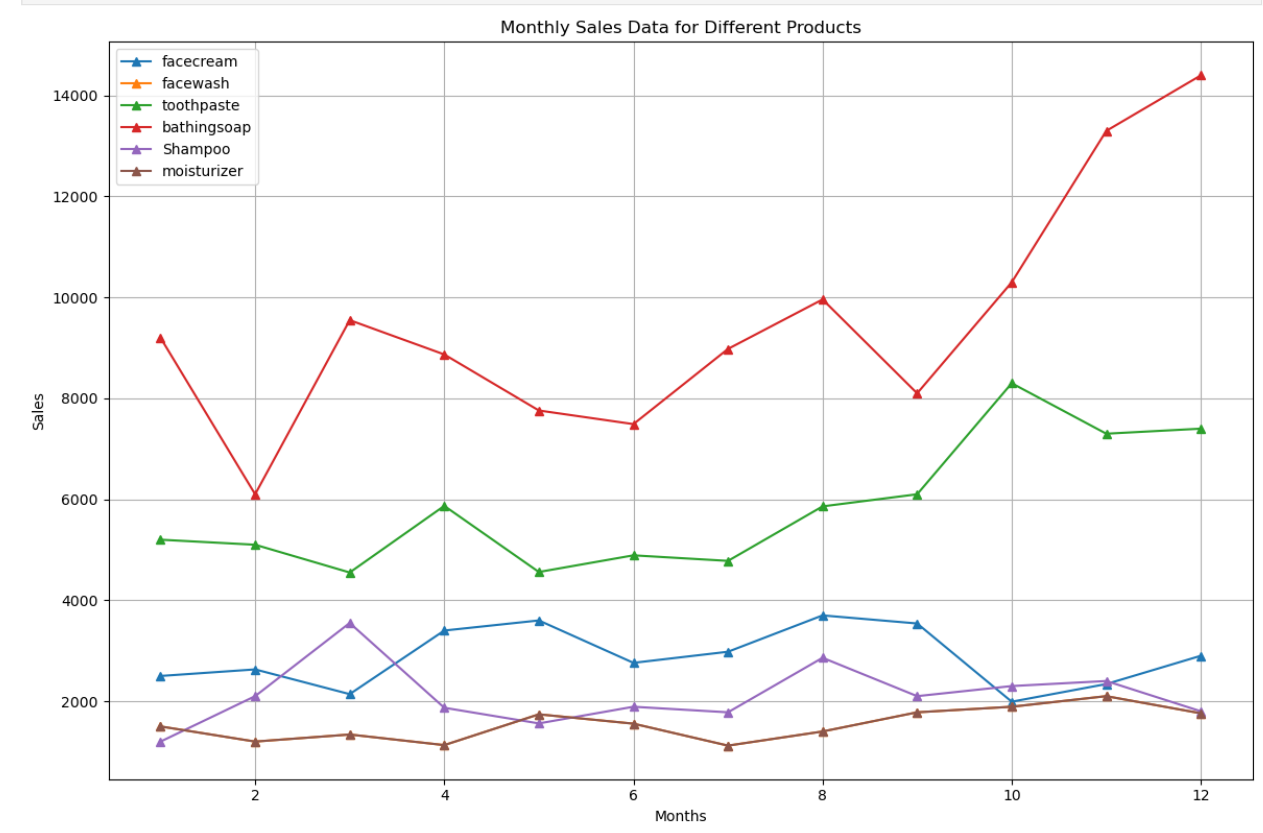 Monthly Sales Data for Different Products
facecream
facewash
toothpaste
bathingsoap
Shampoo
moisturizer
14000
12000
10000
8000
6000
4000
2000
Sales
2 4 6 8 10 12
Months